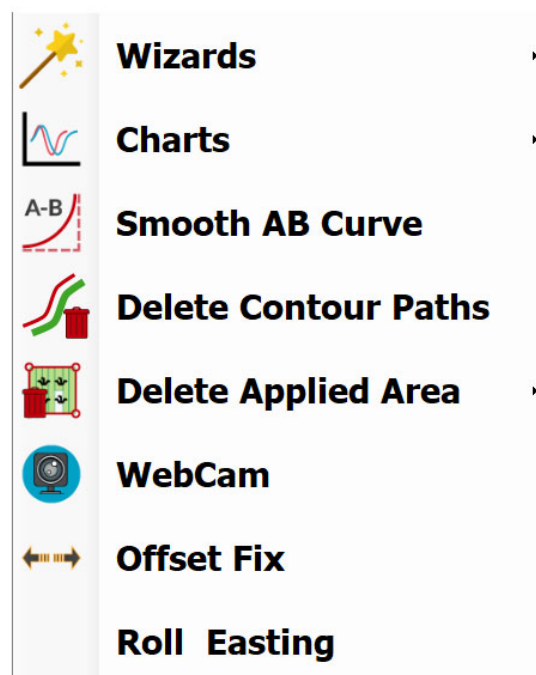 Wizards
Charts
A-B
Smooth AB Curve
Delete Contour Paths
Delete Applied Area
WebCam
Offset Fix
Roll  Easting